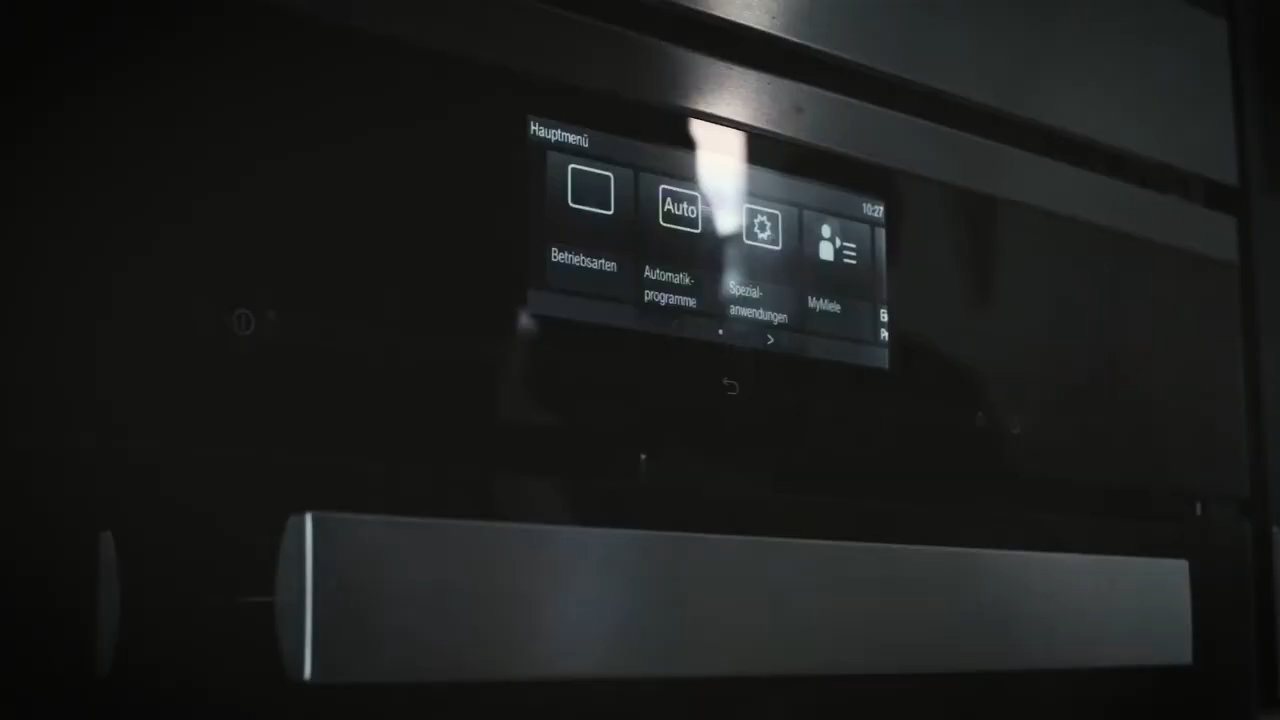 Hauptmenü
10:27
Auto
Betriebsarten
Automatik-
programme
Spezial-
anwendungen
MyMiele